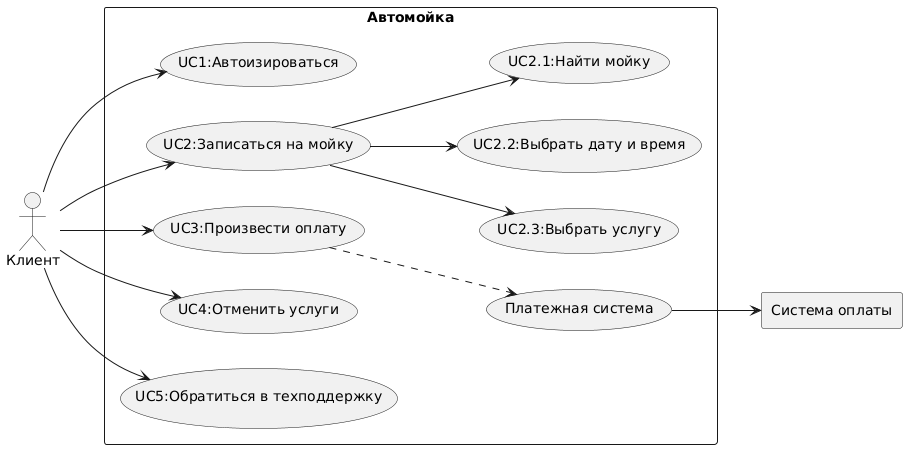 Автомойка
UC1:Автоизироваться
UC2.1:Найти мойку
UC2:Записаться на мойку
UC2.2:Выбрать дату и время
UC3:Произвести оплату
UC2.3:Выбрать услугу
Клиент
UC4:Отменить услуги
Платежная система
Система оплаты
UC5:Обратиться в техподдержку